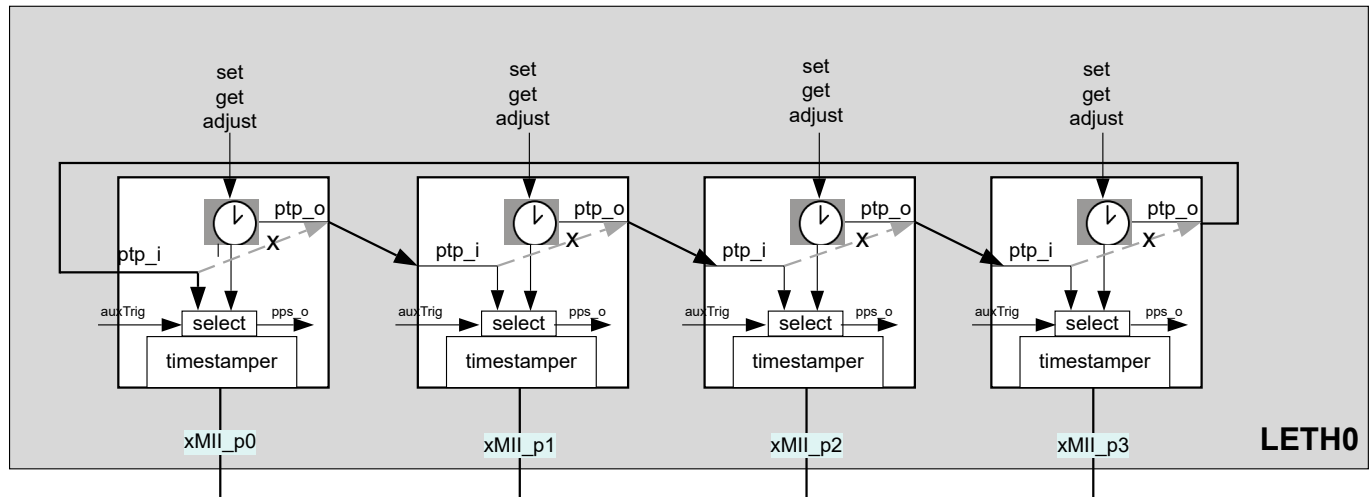 set
get
adjust
set
get
adjust
set
get
adjust
set
get
adjust
ptp_o
ptp_i
x
auxTrig
select
pps_o
timestamper
ptp_o
ptp_i
x
auxTrig
select
pps_o
timestamper
ptp_o
ptp_i
x
auxTrig
select
pps_o
timestamper
ptp_o
ptp_i
x
auxTrig
select
pps_o
timestamper
xMII_p0
xMII_p1
xMII_p2
xMII_p3
LETH0